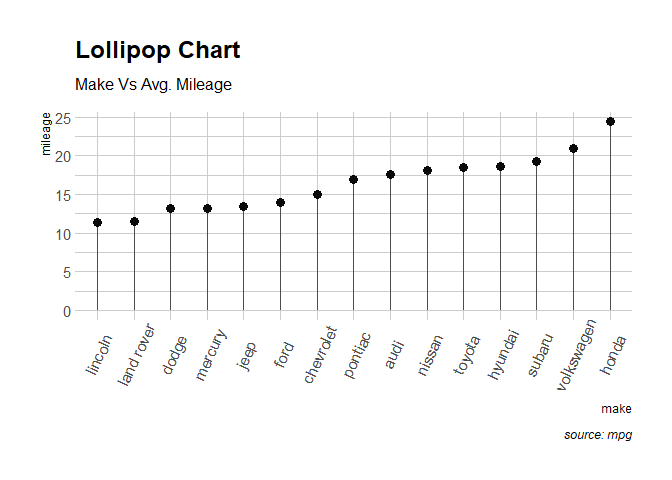 Lollipop Chart
Make Vs Avg. Mileage
mileage
25
20
15
10
5
0
lincoln
land rover
dodge
mercury
jeep
ford
chevrolet
pontiac
audi
nissan
toyota
hyundai
subaru
volkswagen
honda
make
source: mpg